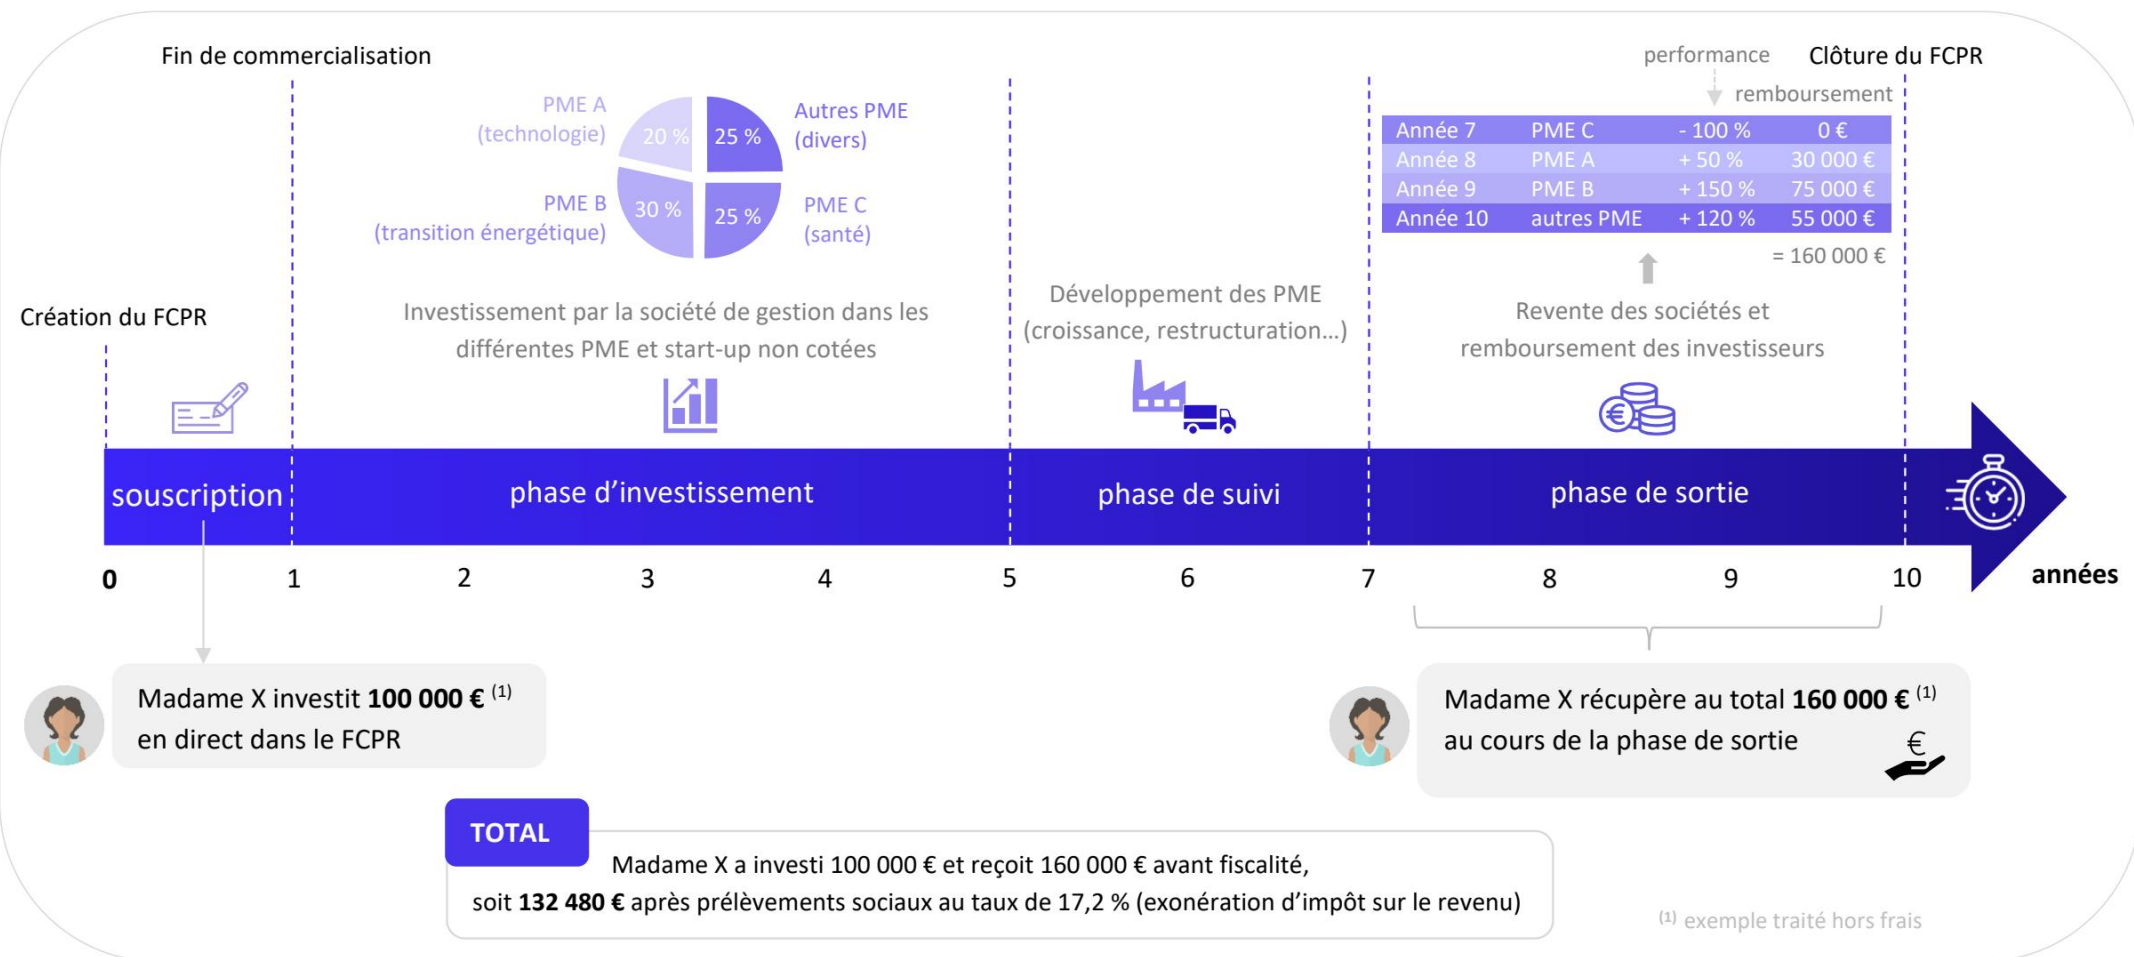 Fin de commercialisation
performance
Clôture du FCPR
remboursement
PME A
(technologie)
20 %
25 %
Autres PME
(divers)
PME B
(transition énergétique)
30 %
25 %
PME C
(santé)
Année 7 PME C - 100 % 0 €
Année 8 PME A + 50 % 30 000 €
Année 9 PME B + 150 % 75 000 €
Année 10 autres PME + 120 % 55 000 €
= 160 000 €
Création du FCPR
Investissement par la société de gestion dans les
différentes PME et start-up non cotées
Développement des PME
(croissance, restructuration...)
Revente des sociétés et
remboursement des investisseurs
€
souscription
phase d'investissement
phase de suivi
phase de sortie
0 1 2 3 4 5 6 7 8 9 10 années
Madame X investit 100 000 € (1)
en direct dans le FCPR
Madame X récupère au total 160 000 € (1)
au cours de la phase de sortie
€
TOTAL
Madame X a investi 100 000 € et reçoit 160 000 € avant fiscalité,
soit 132 480 € après prélèvements sociaux au taux de 17,2 % (exonération d'impôt sur le revenu)
(1) exemple traité hors frais